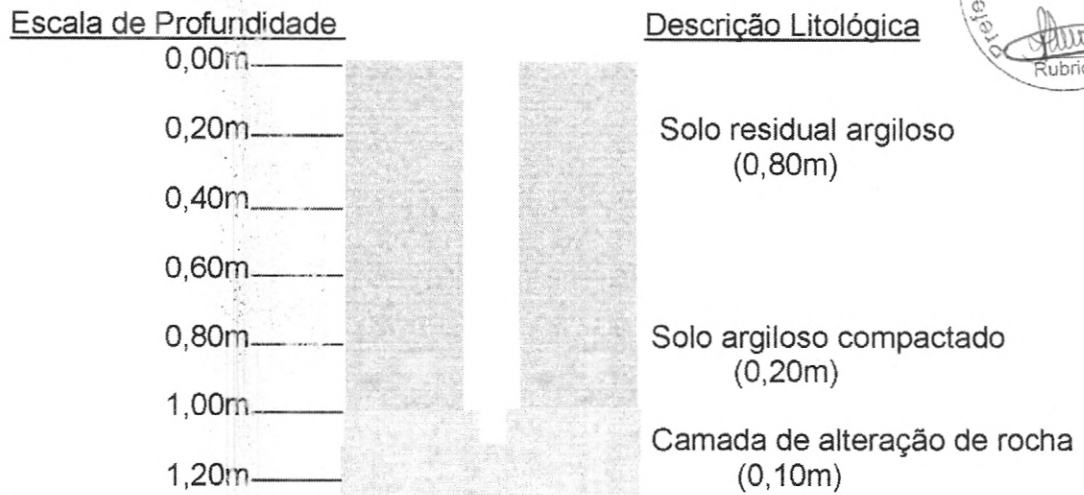 Escala de Profundidade
Descrição Litológica
0,00m
0,20m
Solo residual argiloso
(0,80m)
0,40m
0,60m
0,80m
Solo argiloso compactado
(0,20m)
1,00m
Camada de alteração de rocha
(0,10m)
1,20m